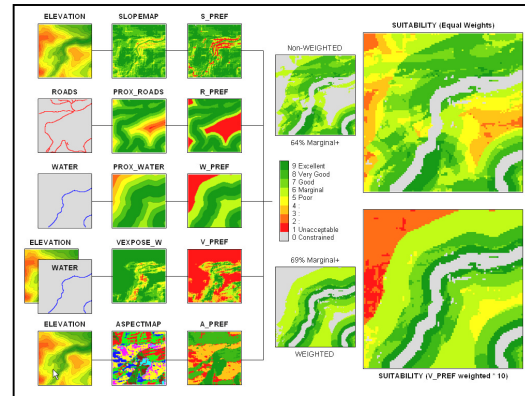 ELEVATION SLOPEMAP S_PREF
SUITABILITY (Equal Weights)
Non-WEIGHTED
ROADS PROX_ROADS R_PREF
64% Marginal+
WATER PROX_WATER W_PREF
9 Excellent
8 Very Good
7 Good
6 Marginal
5 Poor
4 :
3 :
2 :
1 Unacceptable
0 Constrained
ELEVATION VEXPOSE_W V_PREF
WATER
69% Marginal+
ELEVATION ASPECTMAP A_PREF
WEIGHTED
SUITABILITY (V_PREF weighted * 10)